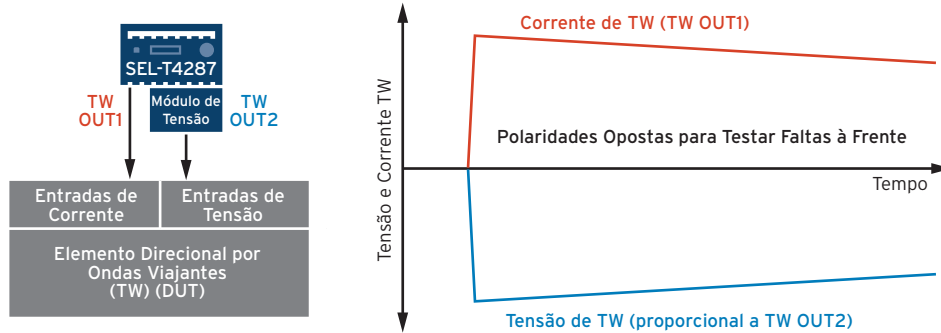 SEL-T4287
TW
OUT1
Módulo de
Tensão
TW
OUT2
Entradas de
Corrente
Entradas de
Tensão
Elemento Direcional por
Ondas Viajantes
(TW) (DUT)
Tensão e Corrente TW
Corrente de TW (TW OUT1)
Polaridades Opostas para Testar Faltas à Frente
Tempo
Tensão de TW (proporcional a TW OUT2)